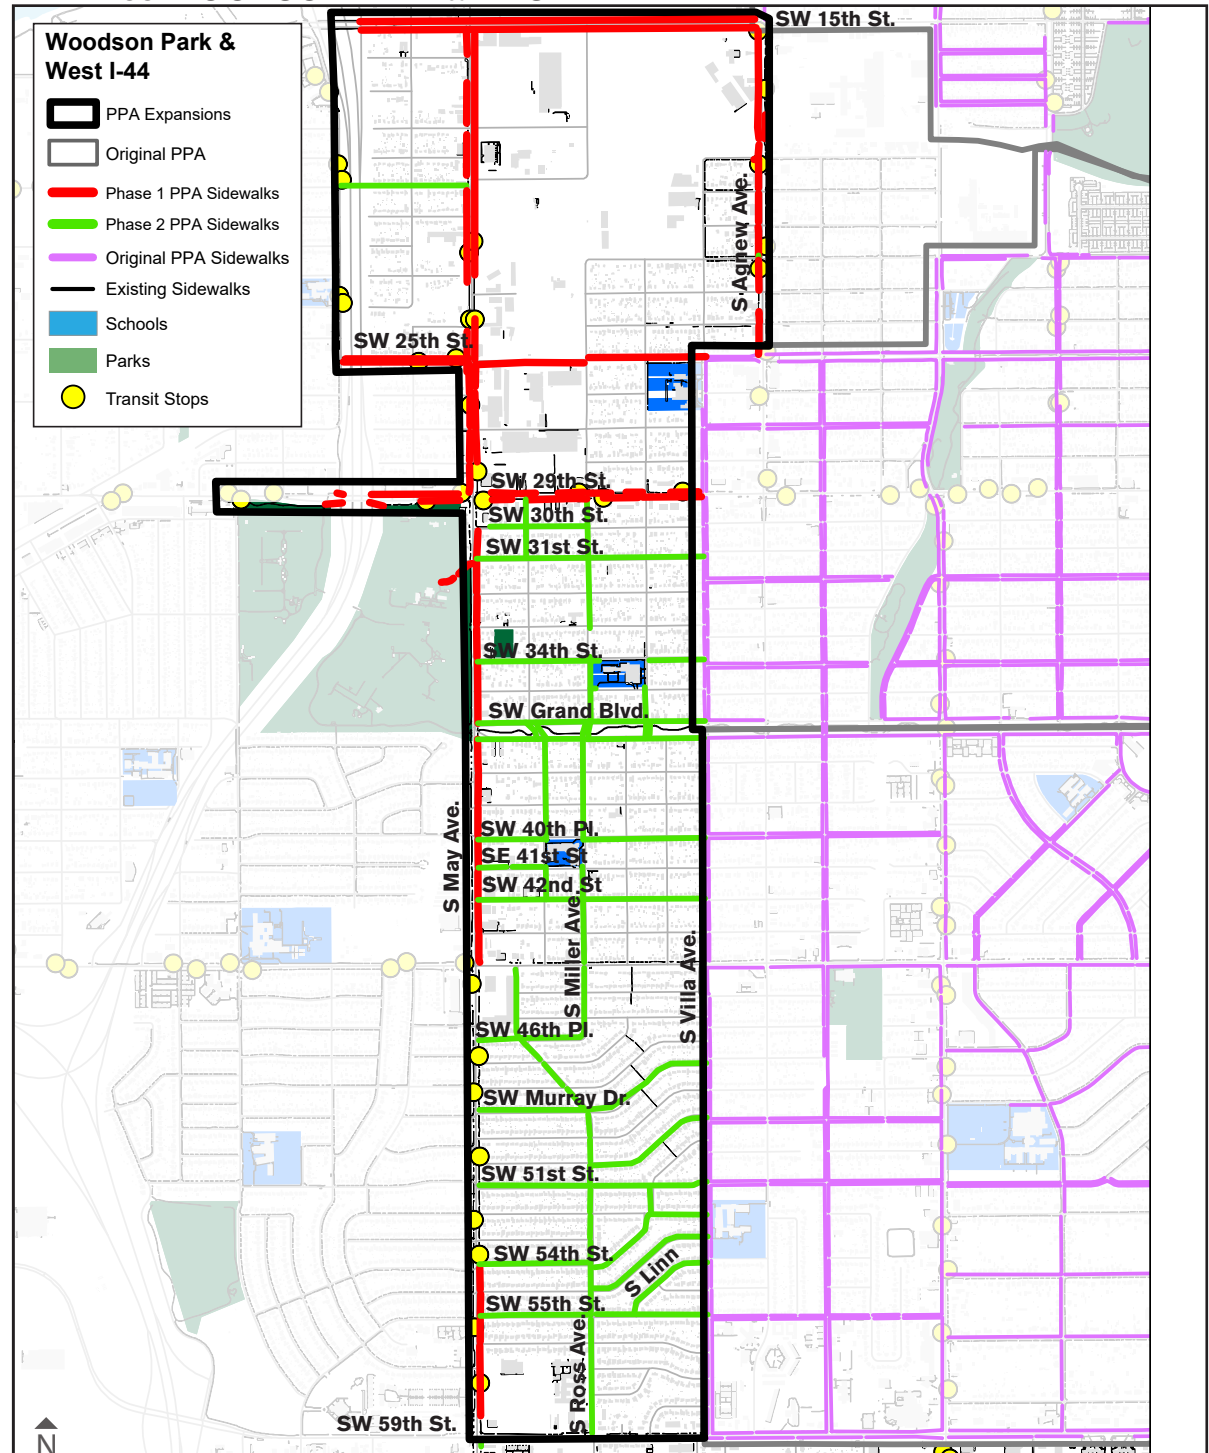 Woodson Park &
West I-44
PPA Expansions
Original PPA
Phase 1 PPA Sidewalks
Phase 2 PPA Sidewalks
Original PPA Sidewalks
Existing Sidewalks
Schools
Parks
Transit Stops
SW 15th St.
S Agnew Ave.
SW 25th St.
SW 29th St.
SW 30th St.
SW 31st St.
SW 34th St.
SW Grand Blvd.
S May Ave.
SW 40th Pl.
SE 41st St
SW 42nd St
S Miller Ave.
S Villa Ave.
SW 46th Pl.
SW Murray Dr.
SW 51st St.
SW 54th St.
S Linn
SW 55th St.
S Ross Ave.
SW 59th St.
N